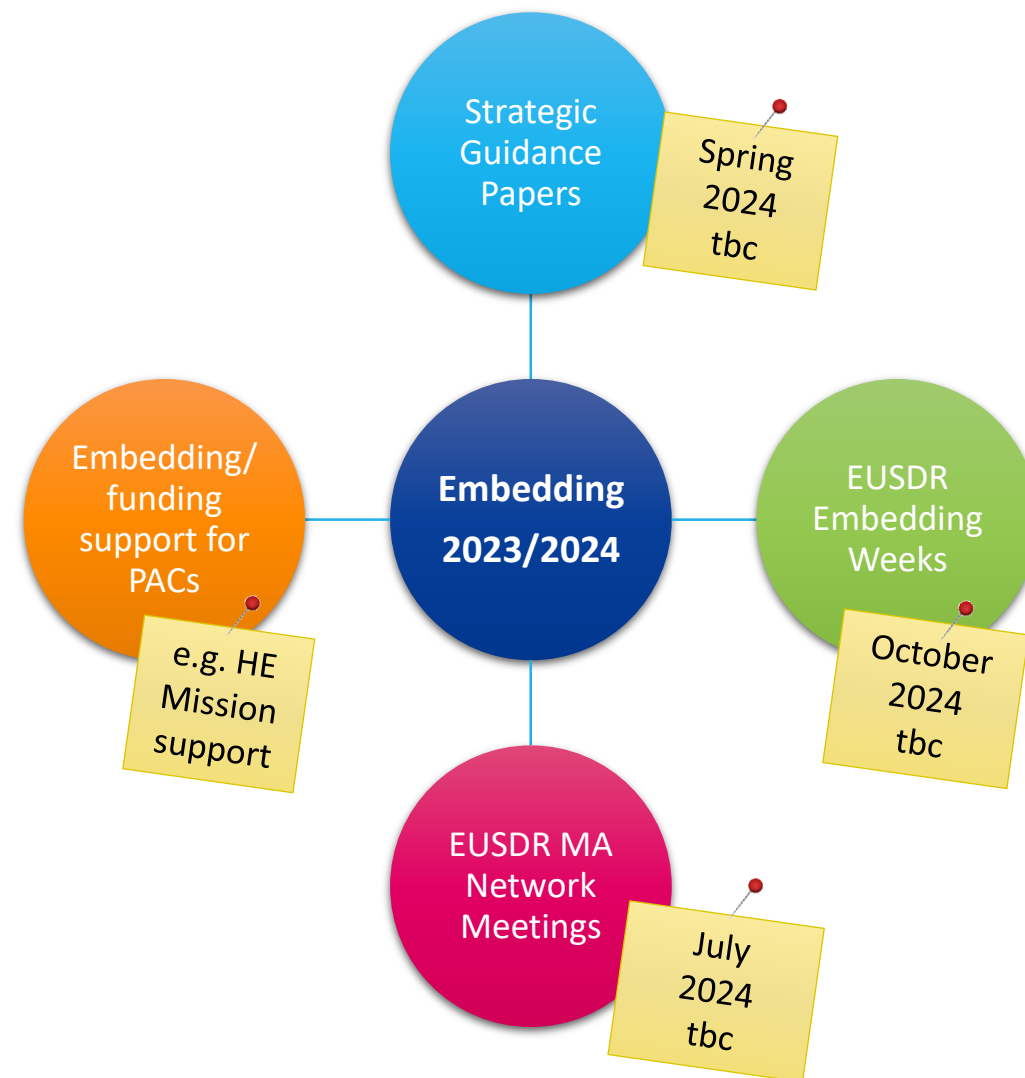 Strategic
Guidance
Papers
Spring
2024
tbc
Embedding/
funding
support for
PACs
e.g. HE
Mission
support
Embedding
2023/2024
EUSDR
Embedding
Weeks
October
2024
tbc
EUSDR MA
Network
Meetings
July
2024
tbc